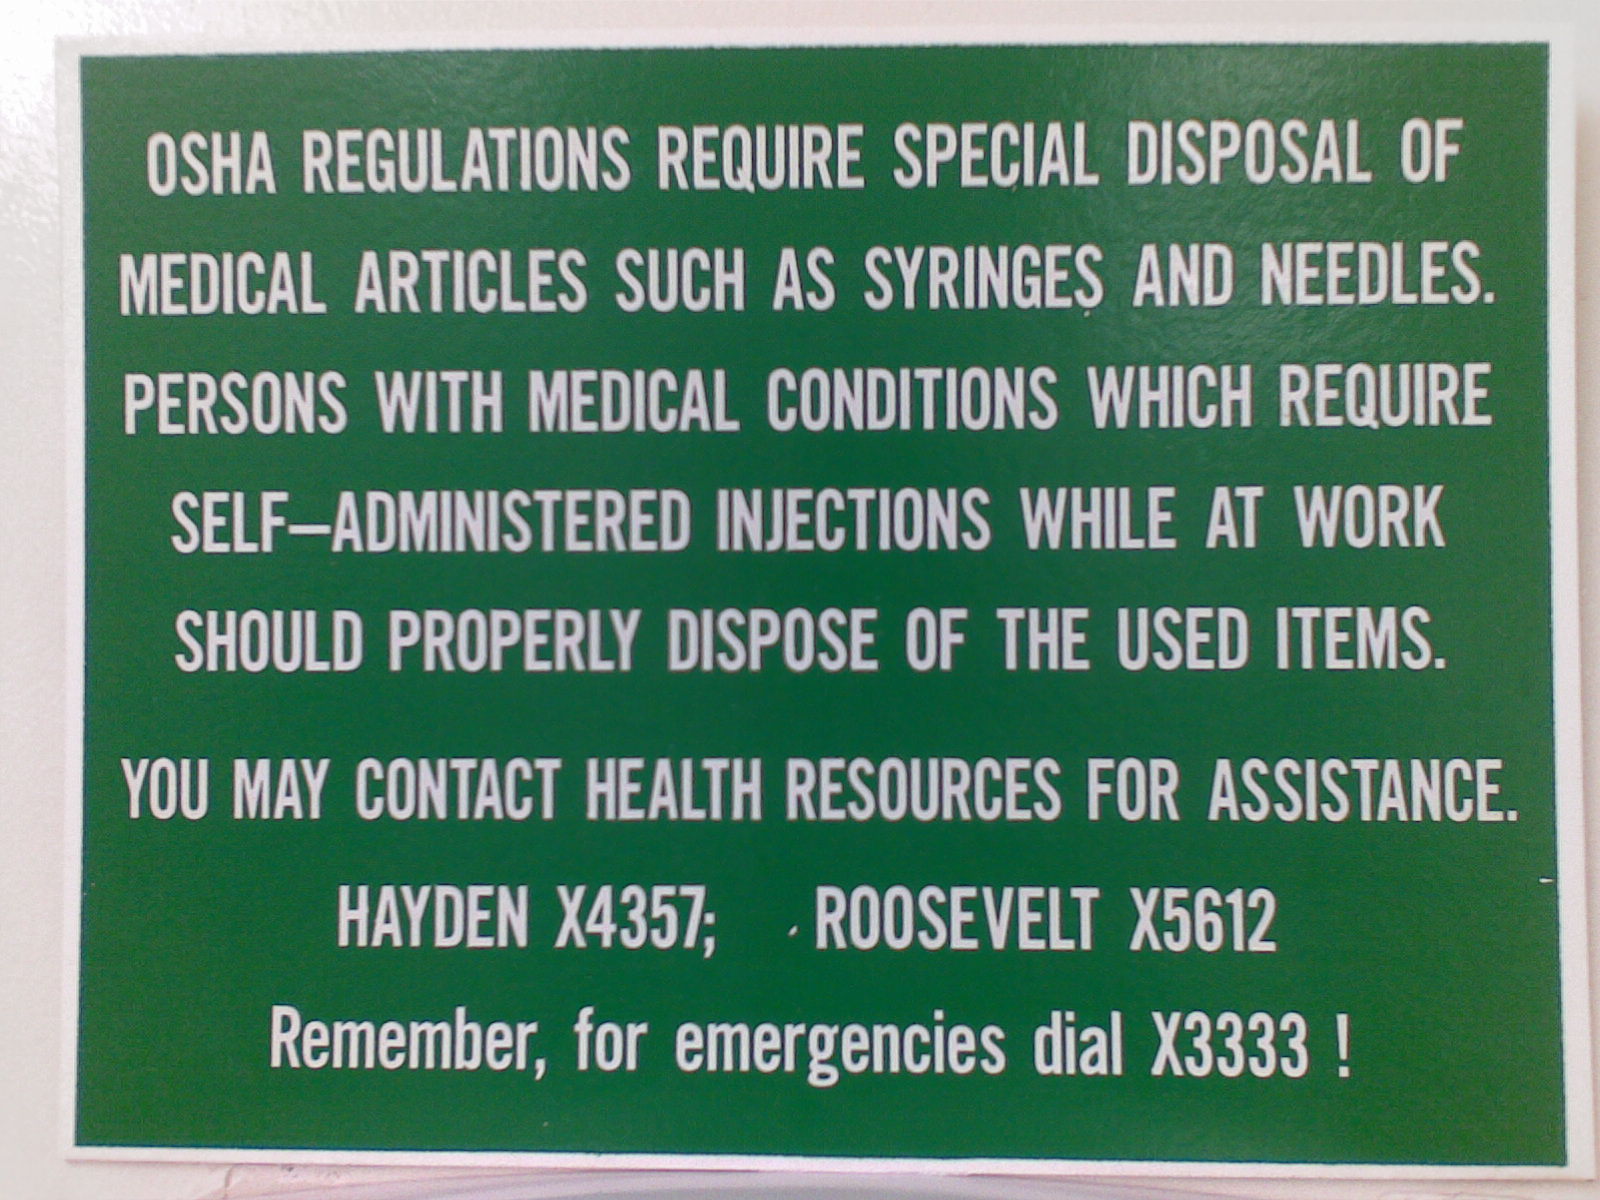 OSHA REGULATIONS REQUIRE SPECIAL DISPOSAL OF
MEDICAL ARTICLES SUCH AS SYRINGES AND NEEDLES.
PERSONS WITH MEDICAL CONDITIONS WHICH REQUIRE
SELF–ADMINISTERED INJECTIONS WHILE AT WORK
SHOULD PROPERLY DISPOSE OF THE USED ITEMS.
YOU MAY CONTACT HEALTH RESOURCES FOR ASSISTANCE.
HAYDEN X4357; ROOSEVELT X5612
Remember, for emergencies dial X3333 !